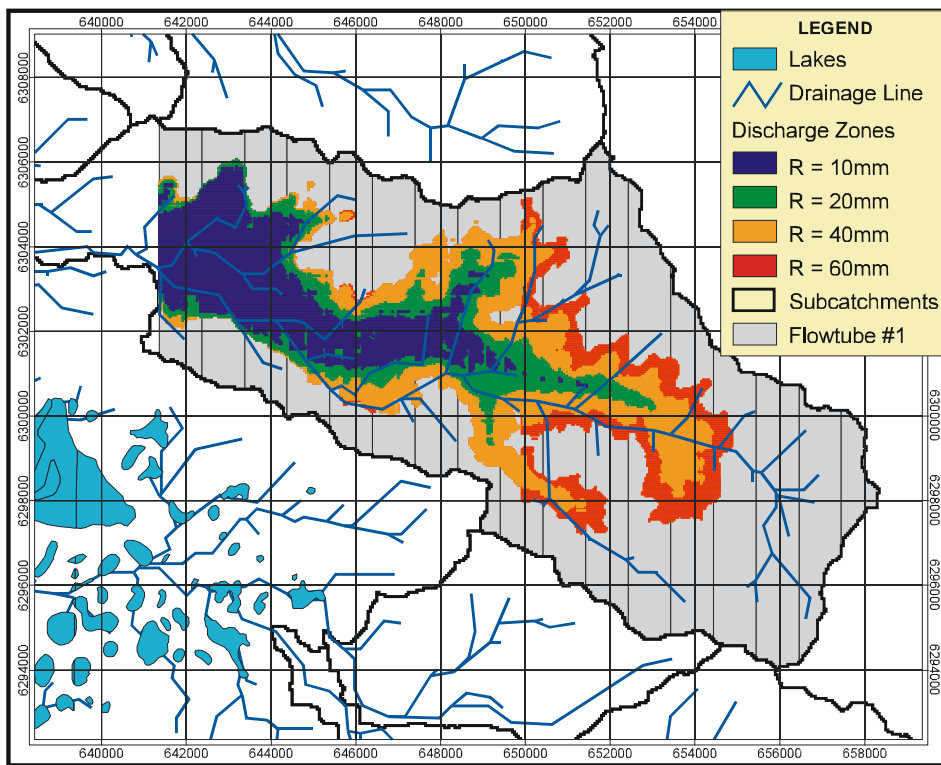 640000 642000 644000 646000 648000 650000 652000 654000
LEGEND
Lakes
Drainage Line
Discharge Zones
R = 10mm
R = 20mm
R = 40mm
R = 60mm
Subcatchments
Flowtube #1
6308000
6306000
6304000
6302000
6300000
6298000
6296000
6294000
6300000
6298000
6296000
6294000
640000 642000 644000 646000 648000 650000 652000 654000 656000 658000